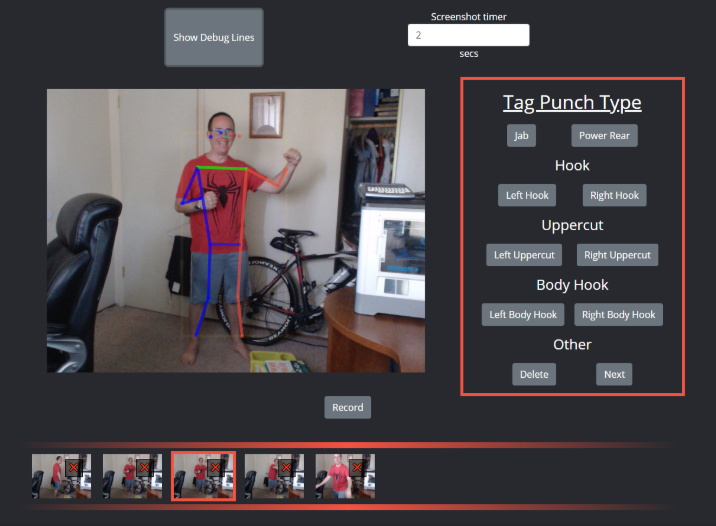 Show Debug Lines
Screenshot timer
2
secs
Tag Punch Type
Jab
Power Rear
Hook
Left Hook
Right Hook
Uppercut
Left Uppercut
Right Uppercut
Body Hook
Left Body Hook
Right Body Hook
Other
Delete
Next
Record